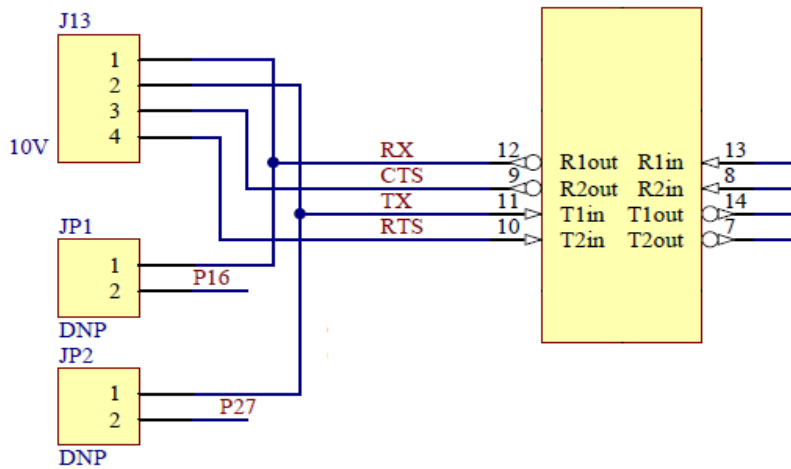 J13
1
2
3
4
10V
RX
CTS
TX
RTS
12
9
11
10
R1out R1in
R2out R2in
T1in T1out
T2in T2out
13
8
14
7
JP1
1
2
P16
DNP
JP2
1
2
P27
DNP